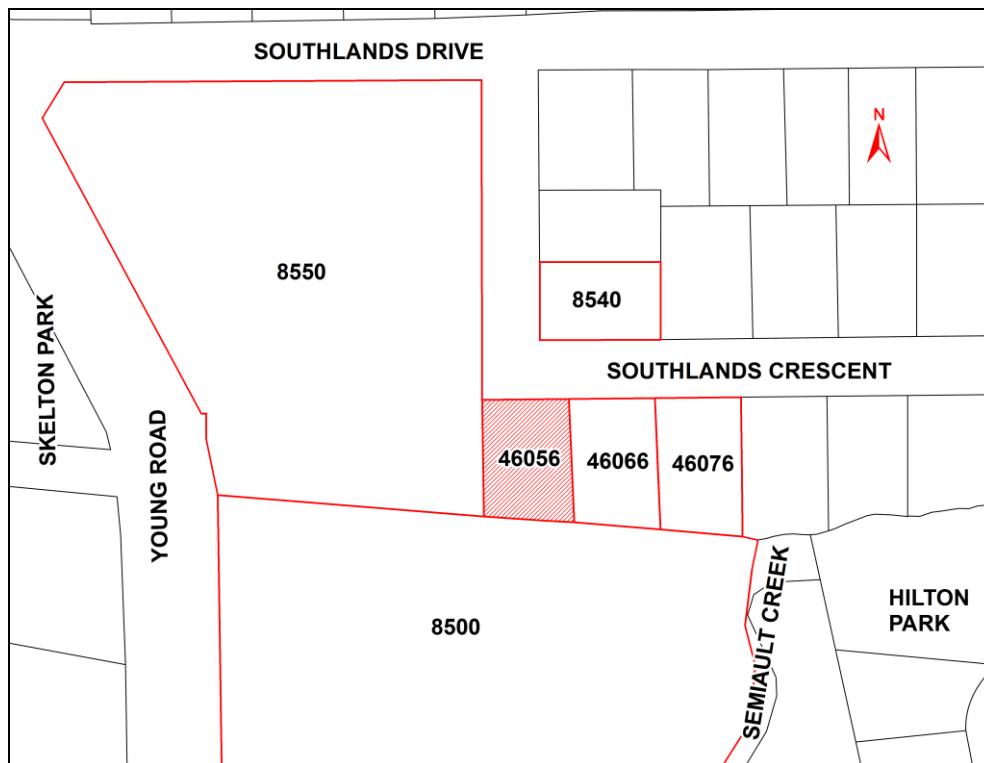 SOUTHLANDS DRIVE
N
8550
8540
SKELTON PARK
SOUTHLANDS CRESCENT
YOUNG ROAD
46056
46066
46076
SEMIAULT CREEK
HILTON
PARK
8500